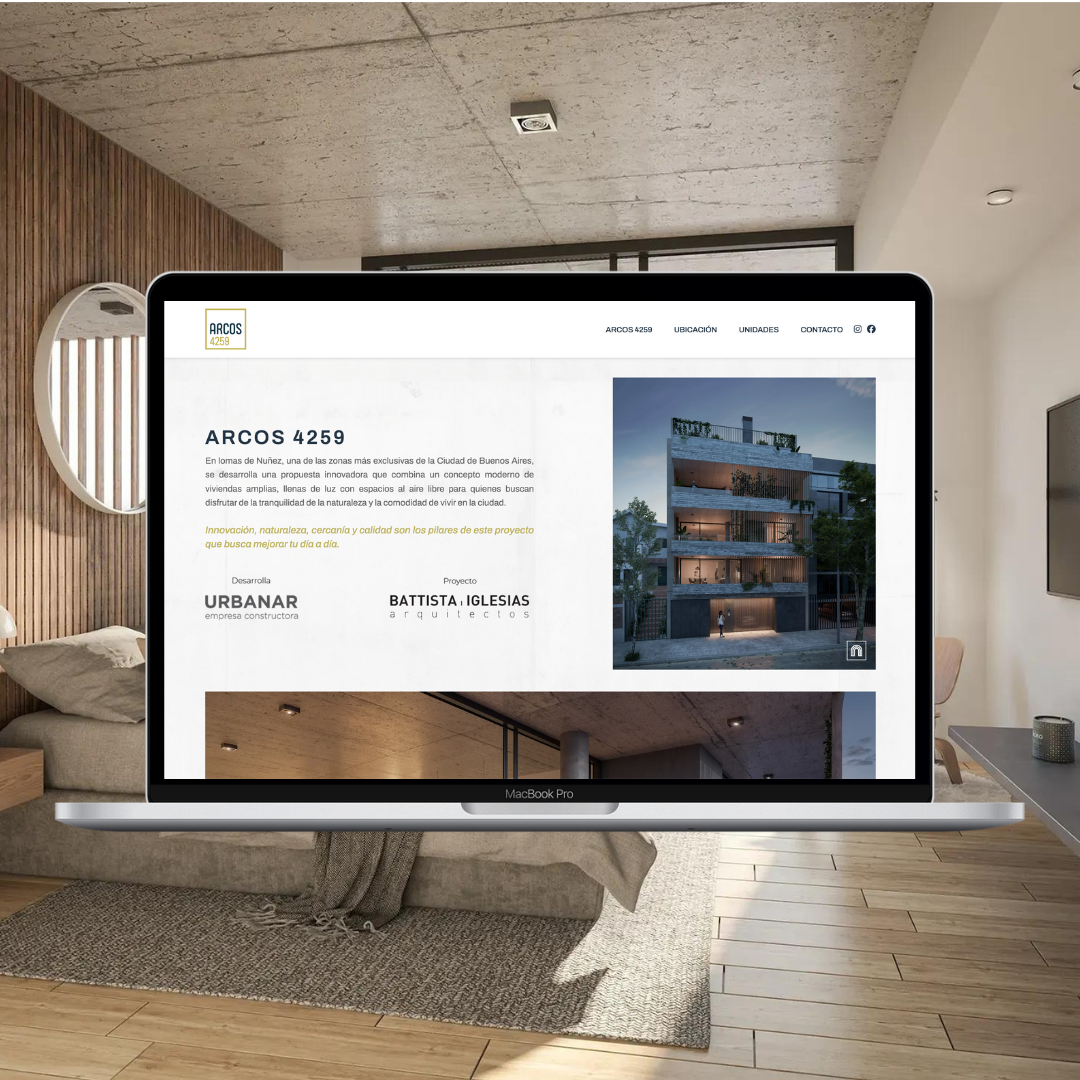 ARCOS
4259
ARCOS 4259 UBICACIÓN UNIDADES CONTACTO
ARCOS 4259
En lomas de Nuñez, una de las zonas más exclusivas de la Ciudad de Buenos Aires,
se desarrolla una propuesta innovadora que combina un concepto moderno de
viviendas amplias, llenas de luz con espacios al aire libre para quienes buscan
disfrutar de la tranquilidad de la naturaleza y la comodidad de vivir en la ciudad.
Innovación, naturaleza, cercanía y calidad son los pilares de este proyecto
que busca mejorar tu día a día.
Desarrolla
URBANAR
empresa constructora
Proyecto
BATTISTA I IGLESIAS
arquitectos
MacBook Pro